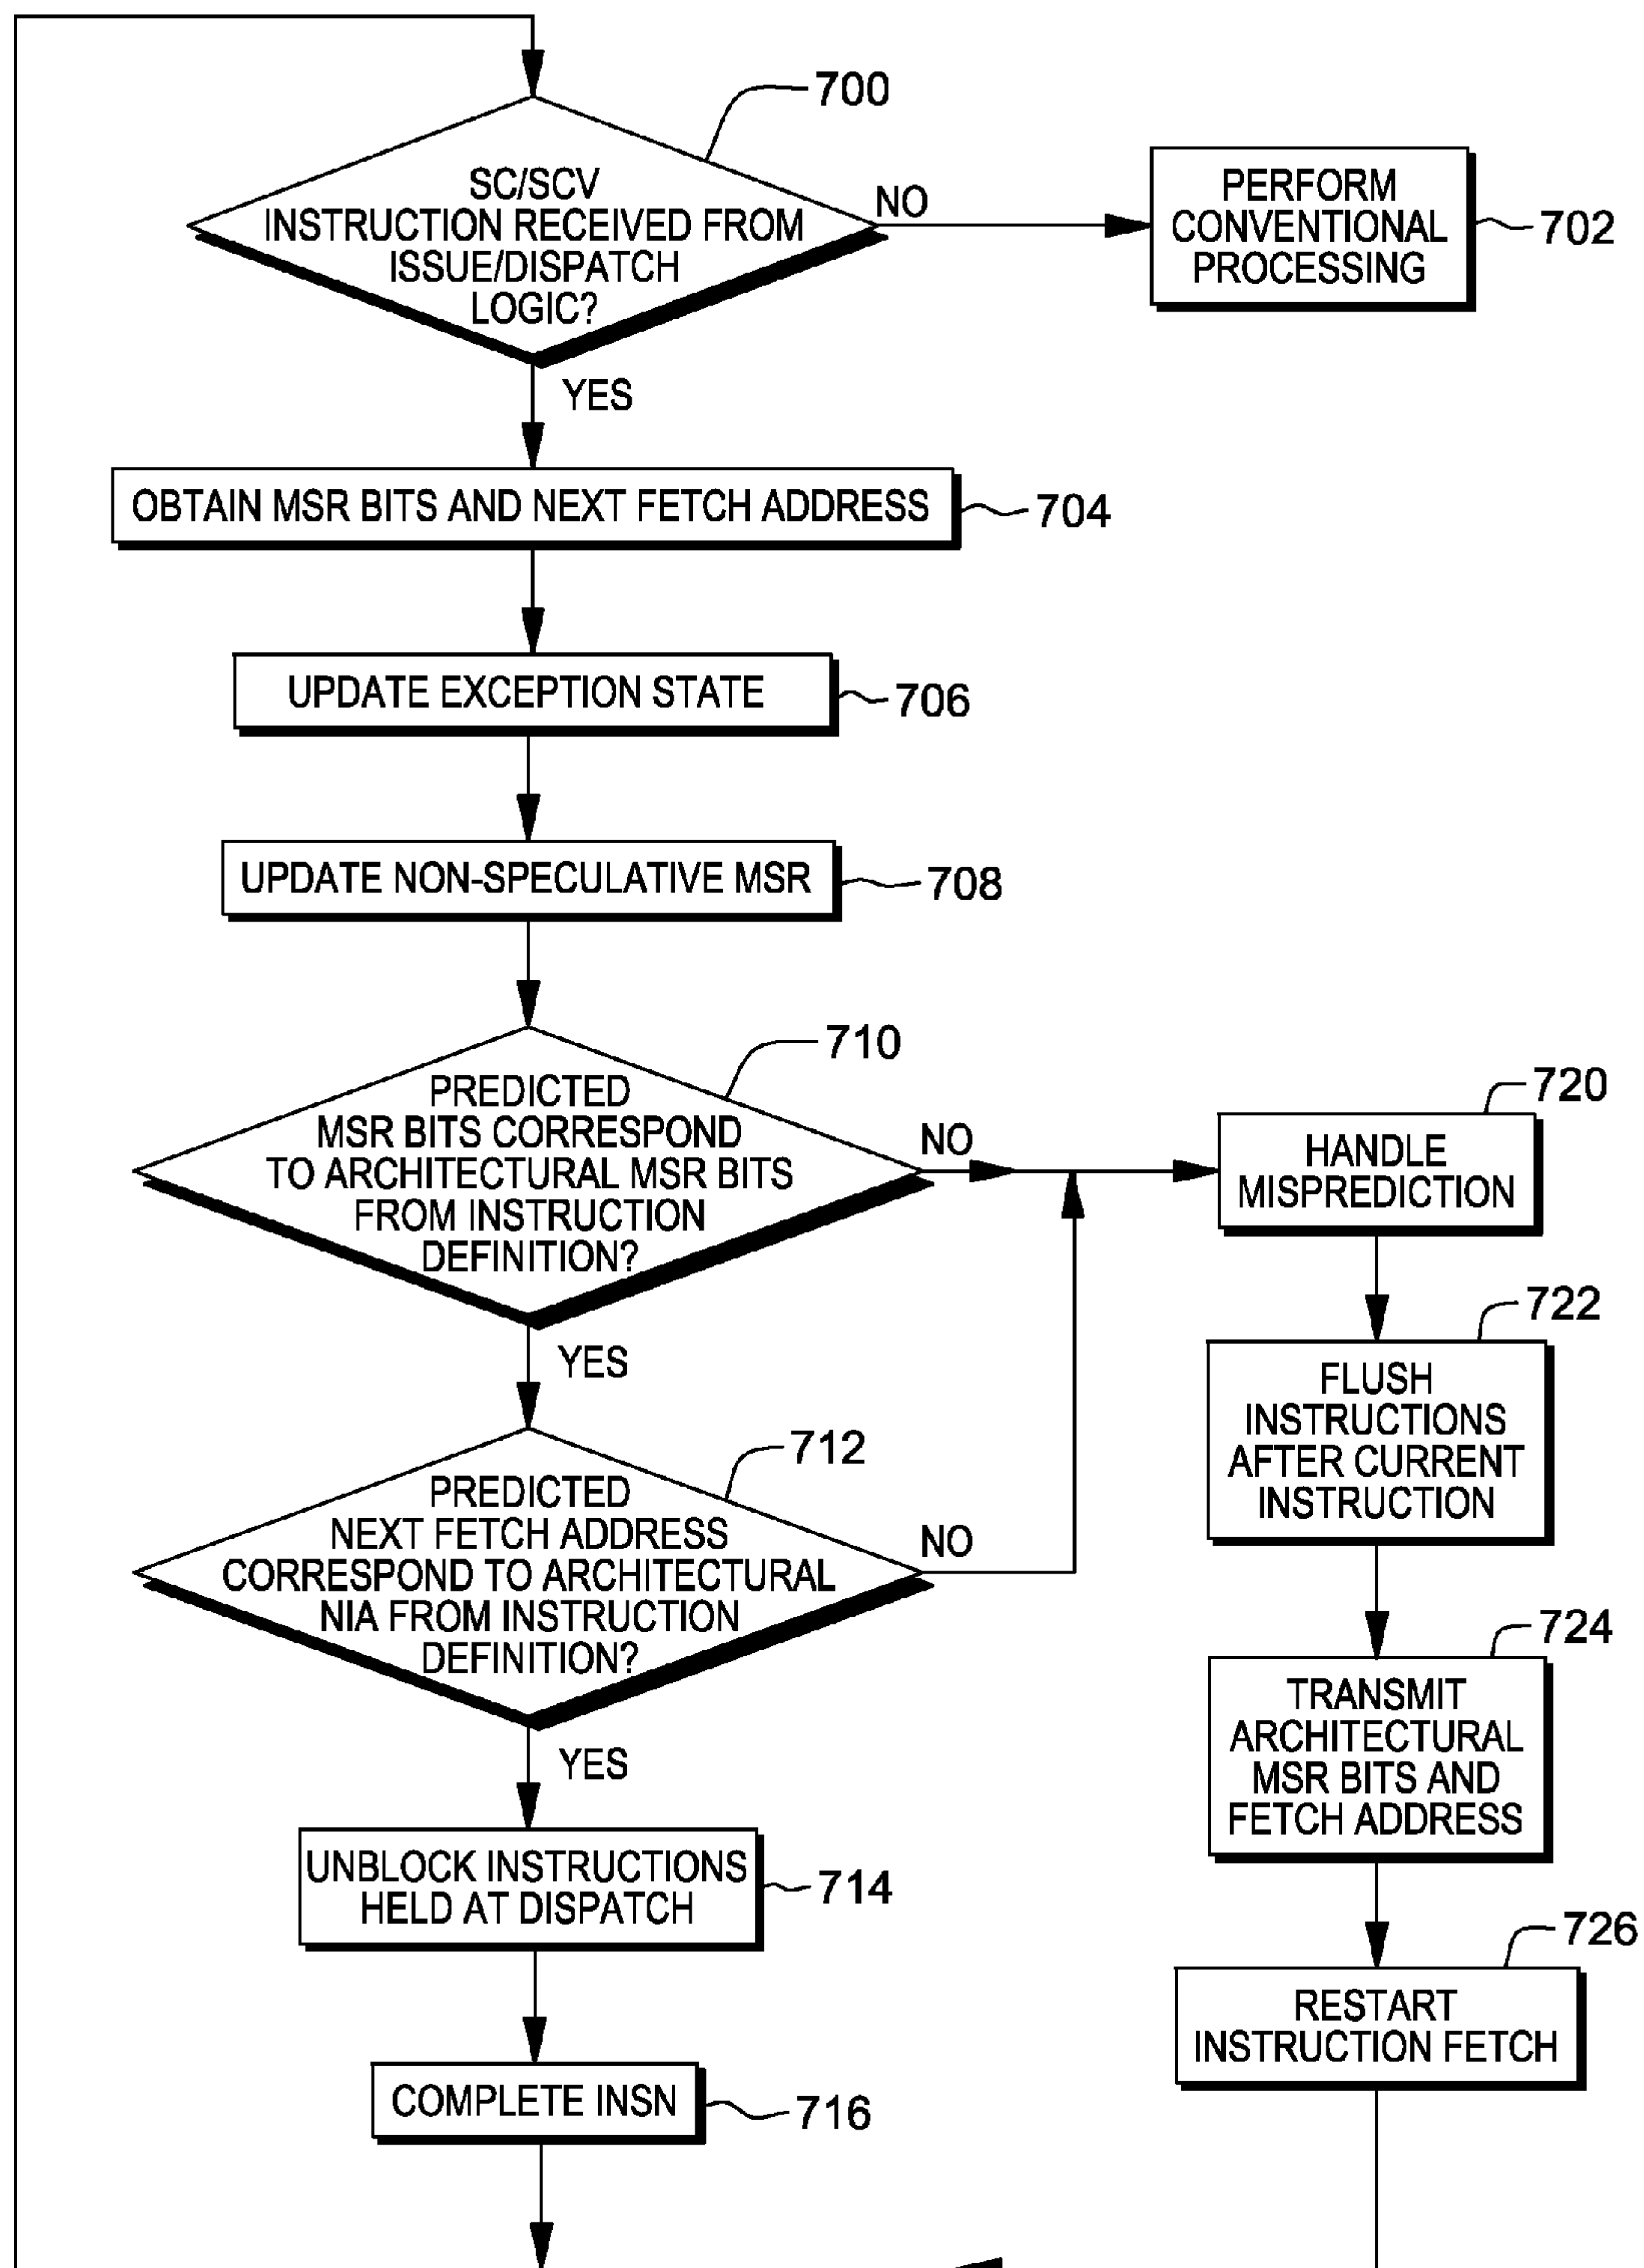 700
SC/SCV
INSTRUCTION RECEIVED FROM
ISSUE/DISPATCH
LOGIC?
NO
PERFORM
CONVENTIONAL
PROCESSING
702
YES
OBTAIN MSR BITS AND NEXT FETCH ADDRESS
704
UPDATE EXCEPTION STATE
706
UPDATE NON-SPECULATIVE MSR
708
710
PREDICTED
MSR BITS CORRESPOND
TO ARCHITECTURAL MSR BITS
FROM INSTRUCTION
DEFINITION?
NO
YES
712
PREDICTED
NEXT FETCH ADDRESS
CORRESPOND TO ARCHITECTURAL
NIA FROM INSTRUCTION
DEFINITION?
NO
YES
UNBLOCK INSTRUCTIONS
HELD AT DISPATCH
714
COMPLETE INSN
716
720
HANDLE
MISPREDICTION
722
FLUSH
INSTRUCTIONS
AFTER CURRENT
INSTRUCTION
724
TRANSMIT
ARCHITECTURAL
MSR BITS AND
FETCH ADDRESS
726
RESTART
INSTRUCTION FETCH